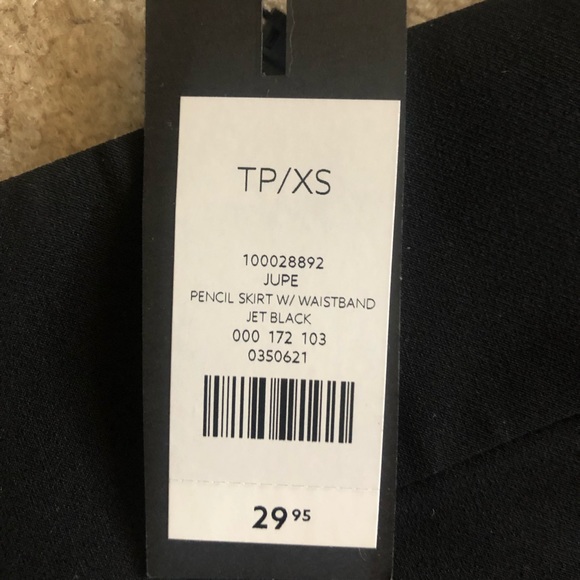 TP/XS
100028892
JUPE
PENCIL SKIRT W/ WAISTBAND
JET BLACK
000 172 103
0350621
29 95